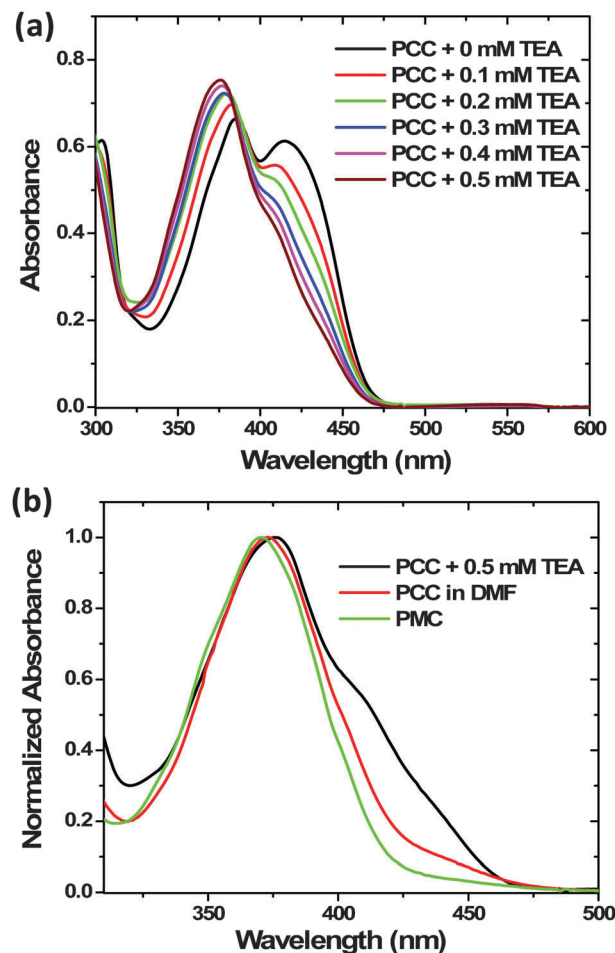 (a)
PCC + 0 mM TEA
PCC + 0.1 mM TEA
PCC + 0.2 mM TEA
PCC + 0.3 mM TEA
PCC + 0.4 mM TEA
PCC + 0.5 mM TEA
Absorbance
0.8
0.6
0.4
0.2
0.0
300 350 400 450 500 550 600
Wavelength (nm)
(b)
PCC + 0.5 mM TEA
PCC in DMF
PMC
Normalized Absorbance
1.0
0.8
0.6
0.4
0.2
0.0
350 400 450 500
Wavelength (nm)